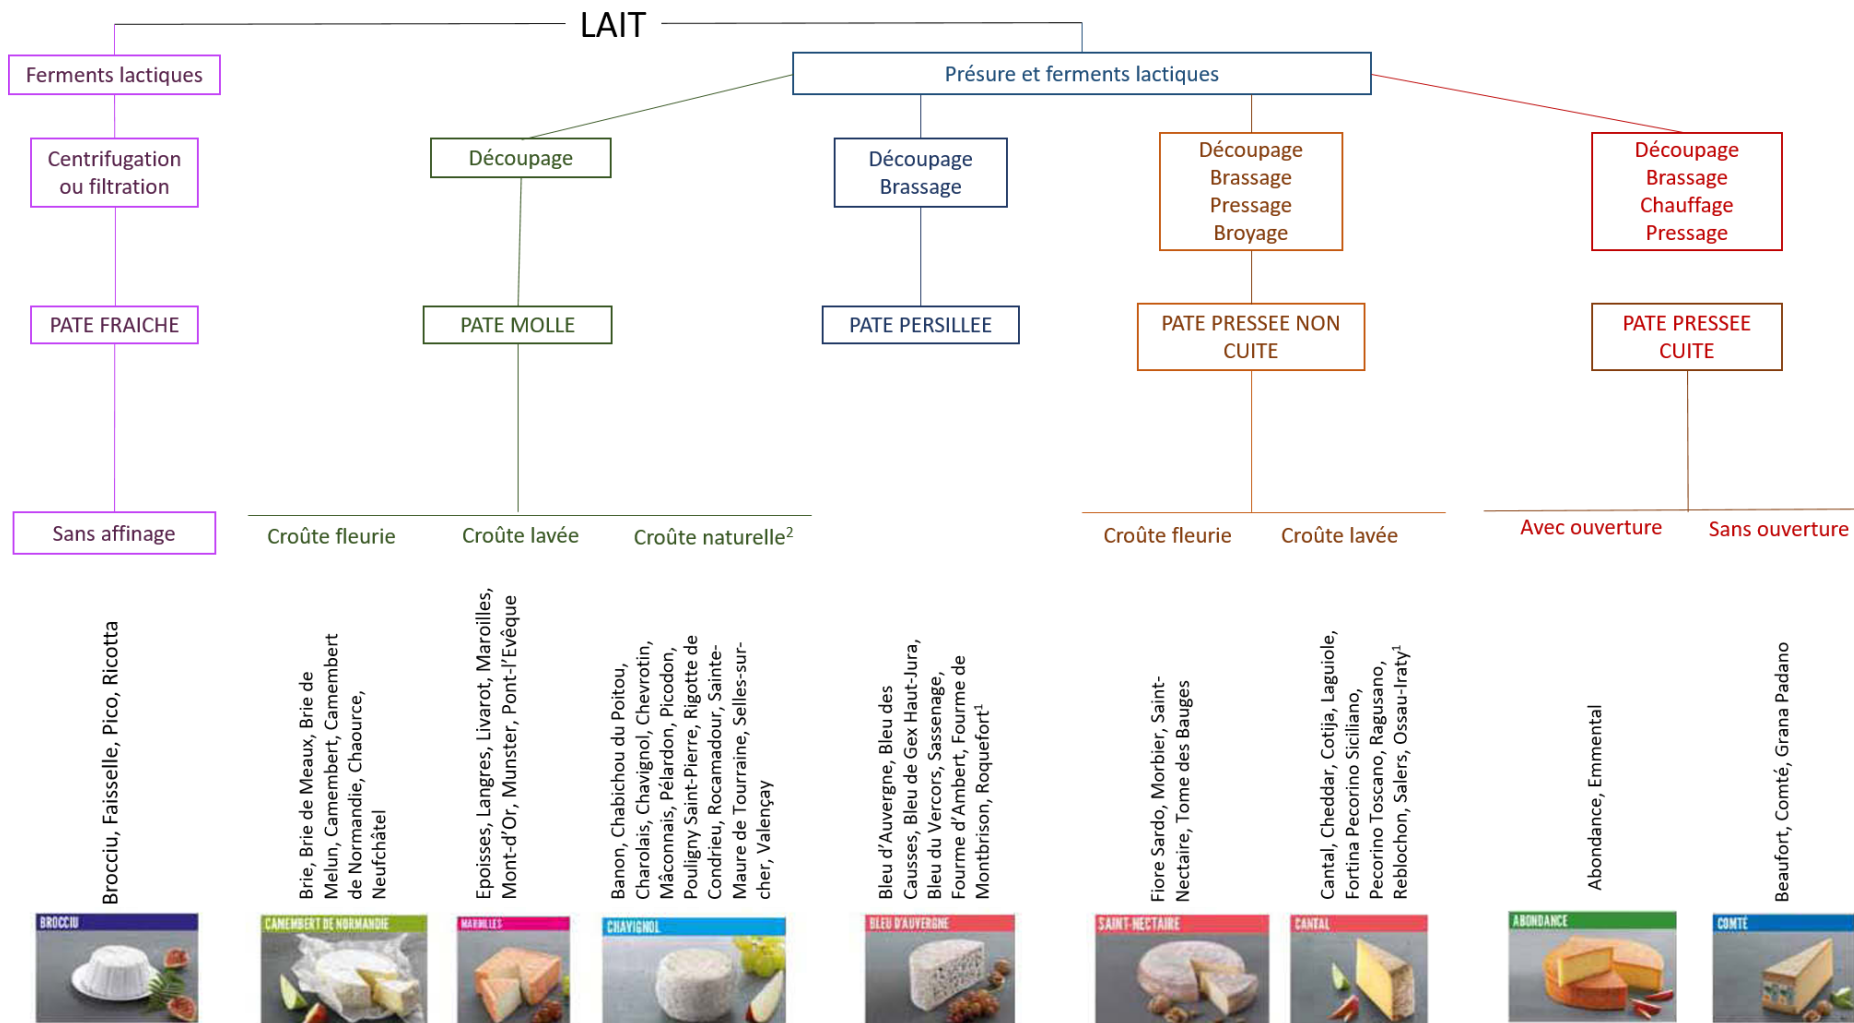 LAIT
Ferments lactiques
Présure et ferments lactiques
Centrifugation
ou filtration
Découpage
Découpage
Brassage
Découpage
Brassage
Pressage
Broyage
Découpage
Brassage
Chauffage
Pressage
PATE FRAICHE
PATE MOLLE
PATE PERSILLEE
PATE PRESSEE NON
CUITE
PATE PRESSEE
CUITE
Sans affinage
Croûte fleurie
Croûte lavée
Croûte naturelle²
Croûte fleurie
Croûte lavée
Avec ouverture
Sans ouverture
Brocciu, Faisselle, Pico, Ricotta
Brie, Brie de Meaux, Brie de
Melun, Camembert, Camembert
de Normandie, Chaource,
Neufchâtel
Epoisses, Langres, Livarot, Maroilles,
Mont-d'Or, Munster, Pont-l'Evêque
Banon, Chabichou du Poitou,
Charolais, Chavignol, Chevrotin,
Mâconnais, Pélardon, Picodon,
Pouligny Saint-Pierre, Rigotte de
Condrieu, Rocamadour, Sainte-
Maure de Tourraine, Selles-sur-
cher, Valençay
Bleu d'Auvergne, Bleu des
Causses, Bleu de Gex Haut-Jura,
Bleu du Vercors, Sassenage,
Fourme d'Ambert, Fourme de
Montbrison, Roquefort¹
Fiore Sardo, Morbier, Saint-
Nectaire, Tome des Bauges
Cantal, Cheddar, Cotija, Laguiole,
Fortina Pecorino Siciliano,
Pecorino Toscano, Ragusano,
Reblochon, Salers, Ossau-Iraty¹
Abondance, Emmental
Beaufort, Comté, Grana Padano
BROCCIU
CAMEMBERT DE NORMANDIE
MAROILLES
CHAVIGNOL
BLEU D'AUVERGNE
SAINT-NECTAIRE
CANTAL
ABONDANCE
COMTÉ